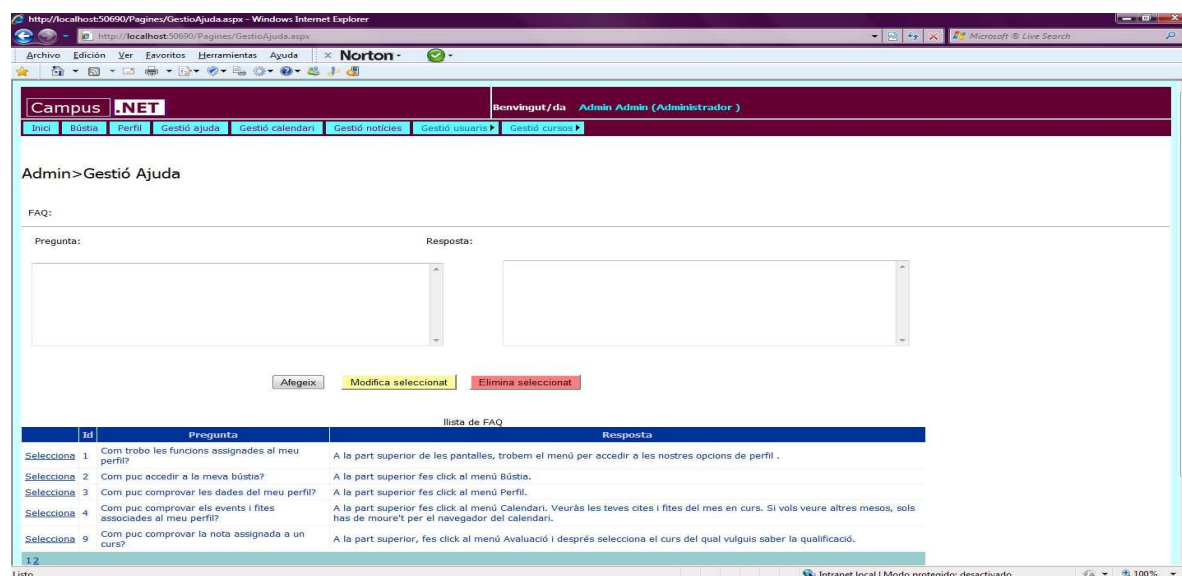 http://localhost:50690/Pagines/GestioAjuda.aspx - Windows Internet Explorer
http://localhost:50690/Pagines/GestioAjuda.aspx
Microsoft ® Live Search
Archivo Edición Ver Favoritos Herramientas Ayuda × Norton
Campus .NET
Benvingut/da Admin Admin (Administrador )
Inici Bústia Perfil Gestió ajuda Gestió calendari Gestió notícies Gestió usuaris Gestió cursos
Admin>Gestió Ajuda
FAQ:
Pregunta: Resposta:
Afegeix Modifica seleccionat Elimina seleccionat
llista de FAQ
Id Pregunta Resposta
Selecciona 1 Com trobo les funcions assignades al meu perfil? A la part superior de les pantalles, trobem el menú per accedir a les nostres opcions de perfil .
Selecciona 2 Com puc accedir a la meva bústia? A la part superior fes click al menú Bústia.
Selecciona 3 Com puc comprovar les dades del meu perfil? A la part superior fes click al menú Perfil.
Selecciona 4 Com puc comprovar els events i fites associades al meu perfil? A la part superior fes click al menú Calendari. Veuràs les teves cites i fites del mes en curs. Si vols veure altres mesos, sols has de moure't per el navegador del calendari.
Selecciona 9 Com puc comprovar la nota assignada a un curs? A la part superior, fes click al menú Avaluació i després selecciona el curs del qual vulguis saber la qualificació.
1 2
Listo Intranet local | Modo protegido: desactivado 100%